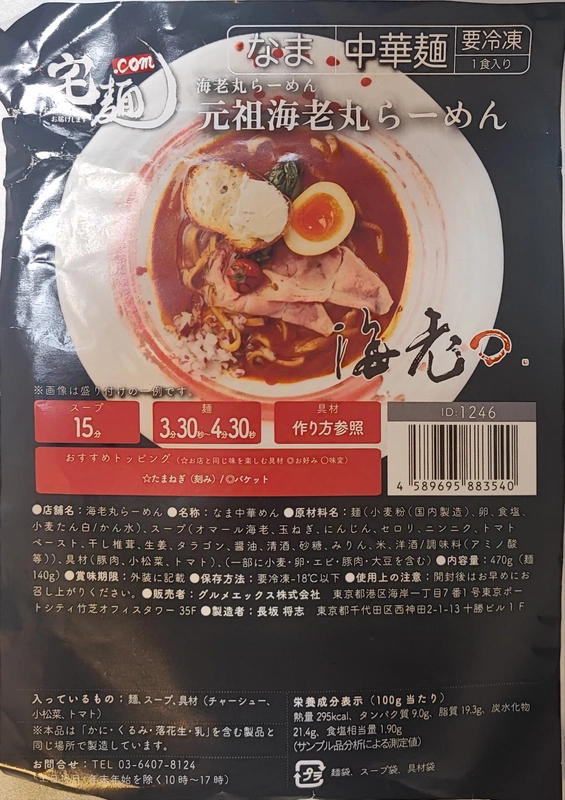 宅麺.com
お届けします
なま 中華麺 要冷凍
1食入り
海老丸らーめん
元祖海老丸らーめん
海老丸
※画像は盛り付けの一例です。
スープ
15分
麺
3分30秒~4分30秒
具材
作り方参照
おすすめトッピング(☆お店と同じ味を楽しむ具材 ◎お好み ○味変)
☆たまねぎ(刻み)/◎バケット
ID:1246
4 589695 883540
●店舗名:海老丸らーめん ●名称:なま中華麺 ●原材料名:麺(小麦粉(国内製造)、卵、食塩、
小麦たん白/かん水)、スープ(オマール海老、玉ねぎ、にんじん、セロリ、ニンニク、トマト
ペースト、干し椎茸、生姜、タラゴン、醤油、清酒、砂糖、みりん、米、洋酒/調味料(アミノ酸
等))、具材(豚肉、小松菜、トマト)、(一部に小麦・卵・エビ・豚肉・大豆を含む) ●内容量:470g(麺
140g) ●賞味期限:外装に記載 ●保存方法:要冷凍-18℃以下 ●使用上の注意:開封後はお早めにお
召し上がりください。●販売者:グルメエックス株式会社 東京都港区海岸一丁目7番1号東京ポー
トシティ竹芝オフィスタワー 35F ●製造者:長坂 将志 東京都千代田区西神田2-1-13十勝ビル1F
入っているもの:麺、スープ、具材(チャーシュー、
小松菜、トマト)
※本品は「かに・くるみ・落花生・乳」を含む製品と
同じ場所で製造しています。
お問合せ:TEL 03-6407-8124
年末年始を除く10時~17時)
栄養成分表示(100g当たり)
熱量 295kcal、タンパク質 9.0g、脂質 19.3g、炭水化物
21.4g、食塩相当量 1.90g
(サンプル品分析による測定値)
プラ 麺袋、スープ袋、具材袋